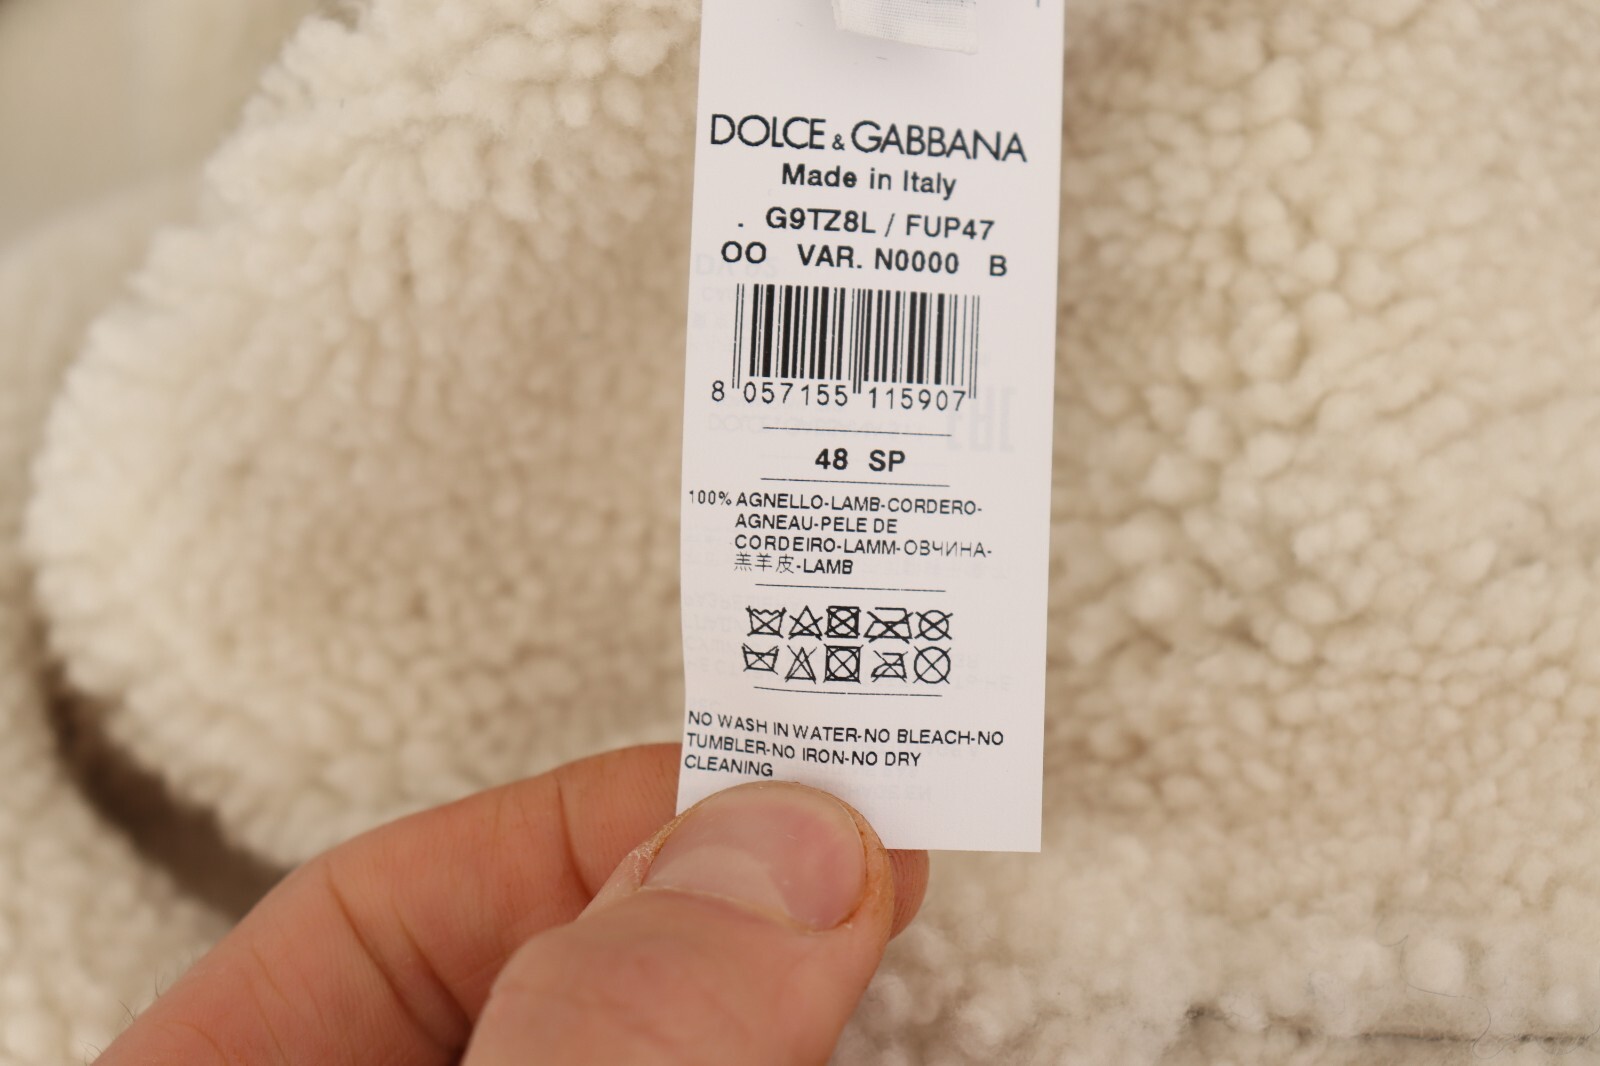 DOLCE & GABBANA
Made in Italy
. G9TZ8L / FUP47
OO VAR. N0000 B
8 057155 115907
48 SP
100% AGNELLO-LAMB-CORDERO-
AGNEAU-PELE DE
CORDEIRO-LAMM-ОВЧИНА-
羔羊皮-LAMB
NO WASH IN WATER-NO BLEACH-NO
TUMBLER-NO IRON-NO DRY
CLEANING